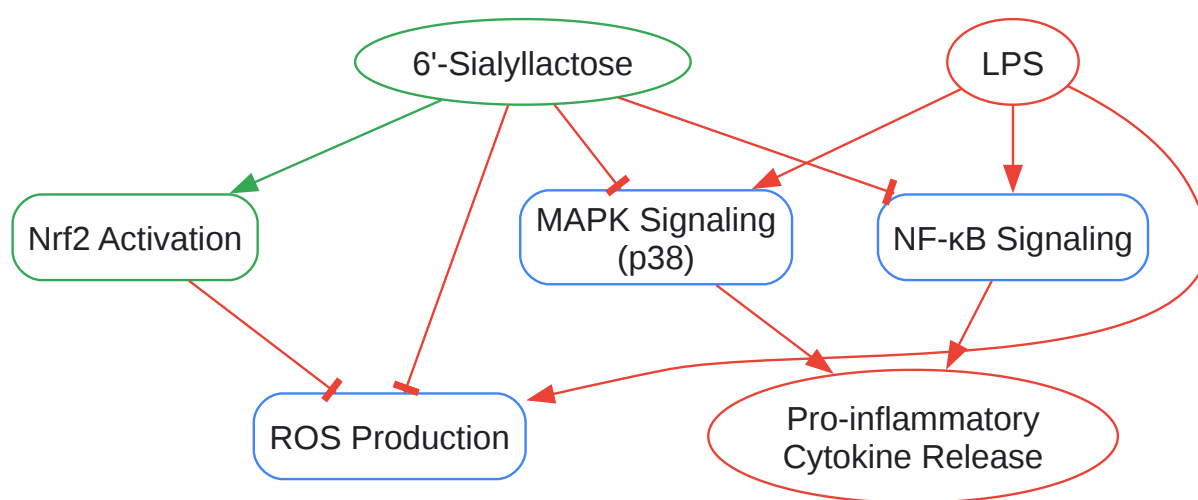 6'-Sialyllactose
LPS
Nrf2 Activation
MAPK Signaling
(p38)
NF-κB Signaling
ROS Production
Pro-inflammatory
Cytokine Release